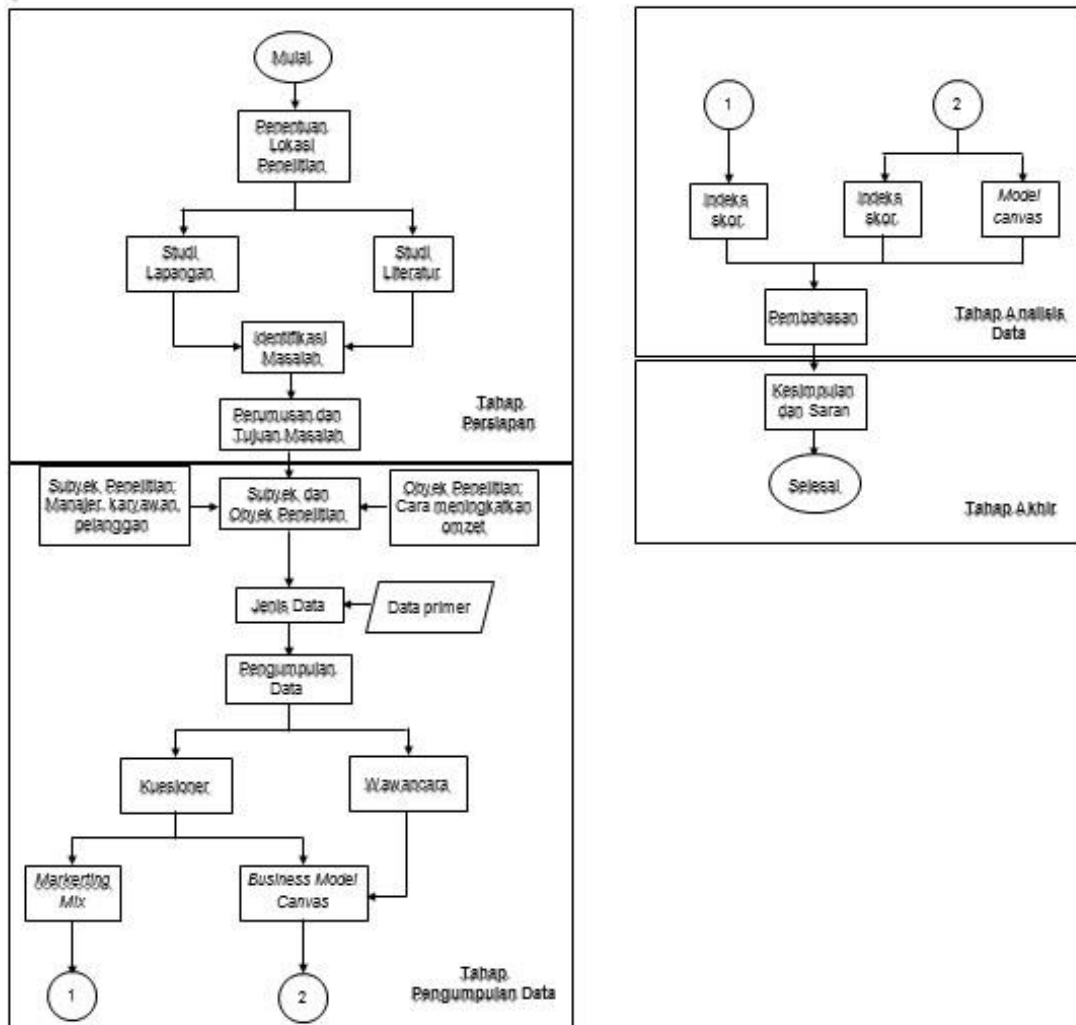 Mulai
Penentuan
Lokasi
Penelitian
Studi
Lapangan
Studi
Literatur
Identifikasi
Masalah
Perumusan dan
Tujuan Masalah
Tahap
Persiapan
Subyek Penelitian:
Manajer, karyawan,
pelanggan
Subyek dan
Obyek Penelitian
Obyek Penelitian:
Cara meningkatkan
omzet
Jenis Data
Data primer
Pengumpulan
Data
Kuesioner
Wawancara
Markerting
Mix
Business Model
Canvas
1
2
Tahap
Pengumpulan Data
1
2
Indeks
skor
Indeks
skor
Model
canvas
Pembahasan
Tahap Analisis
Data
Kesimpulan
dan Saran
Selesai
Tahap Akhir